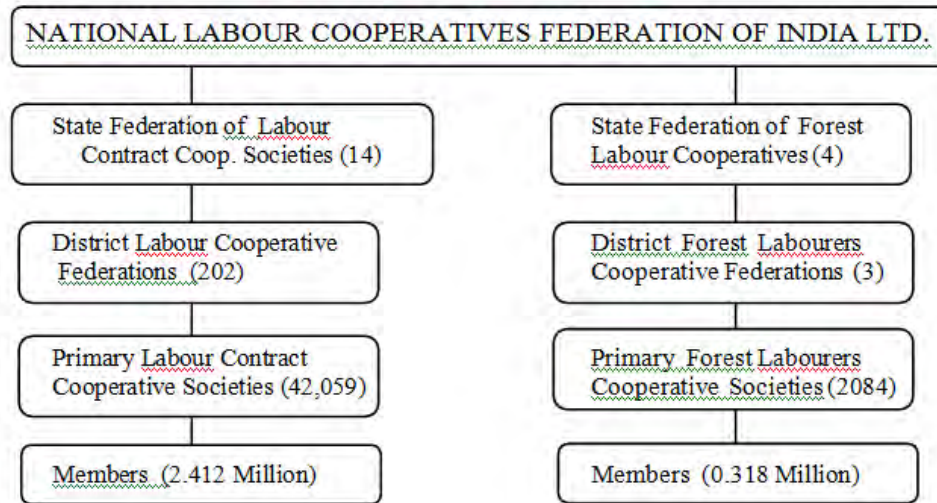 NATIONAL LABOUR COOPERATIVES FEDERATION OF INDIA LTD.
State Federation of Labour
Contract Coop. Societies (14)
District Labour Cooperative
Federations (202)
Primary Labour Contract
Cooperative Societies (42,059)
Members (2.412 Million)
State Federation of Forest
Labour Cooperatives (4)
District Forest Labourers
Cooperative Federations (3)
Primary Forest Labourers
Cooperative Societies (2084)
Members (0.318 Million)